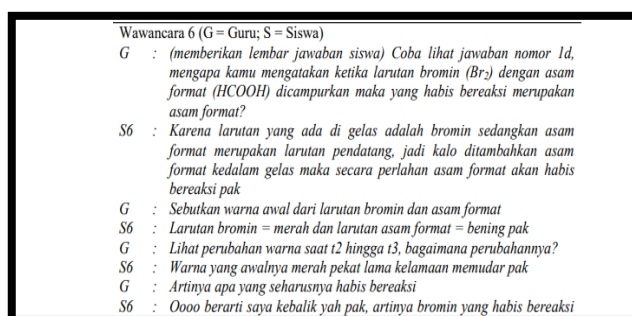 Wawancara 6 (G = Guru; S = Siswa)
G : (memberikan lembar jawaban siswa) Coba lihat jawaban nomor 1d,
mengapa kamu mengatakan ketika larutan bromin (Br₂) dengan asam
format (HCOOH) dicampurkan maka yang habis bereaksi merupakan
asam format?
S6 : Karena larutan yang ada di gelas adalah bromin sedangkan asam
format merupakan larutan pendatang, jadi kalo ditambahkan asam
format kedalam gelas maka secara perlahan asam format akan habis
bereaksi pak
G : Sebutkan warna awal dari larutan bromin dan asam format
S6 : Larutan bromin = merah dan larutan asam format = bening pak
G : Lihat perubahan warna saat t2 hingga t3, bagaimana perubahannya?
S6 : Warna yang awalnya merah pekat lama kelamaan memudar pak
G : Artinya apa yang seharusnya habis bereaksi
S6 : Oooo berarti saya kebalik yah pak, artinya bromin yang habis bereaksi